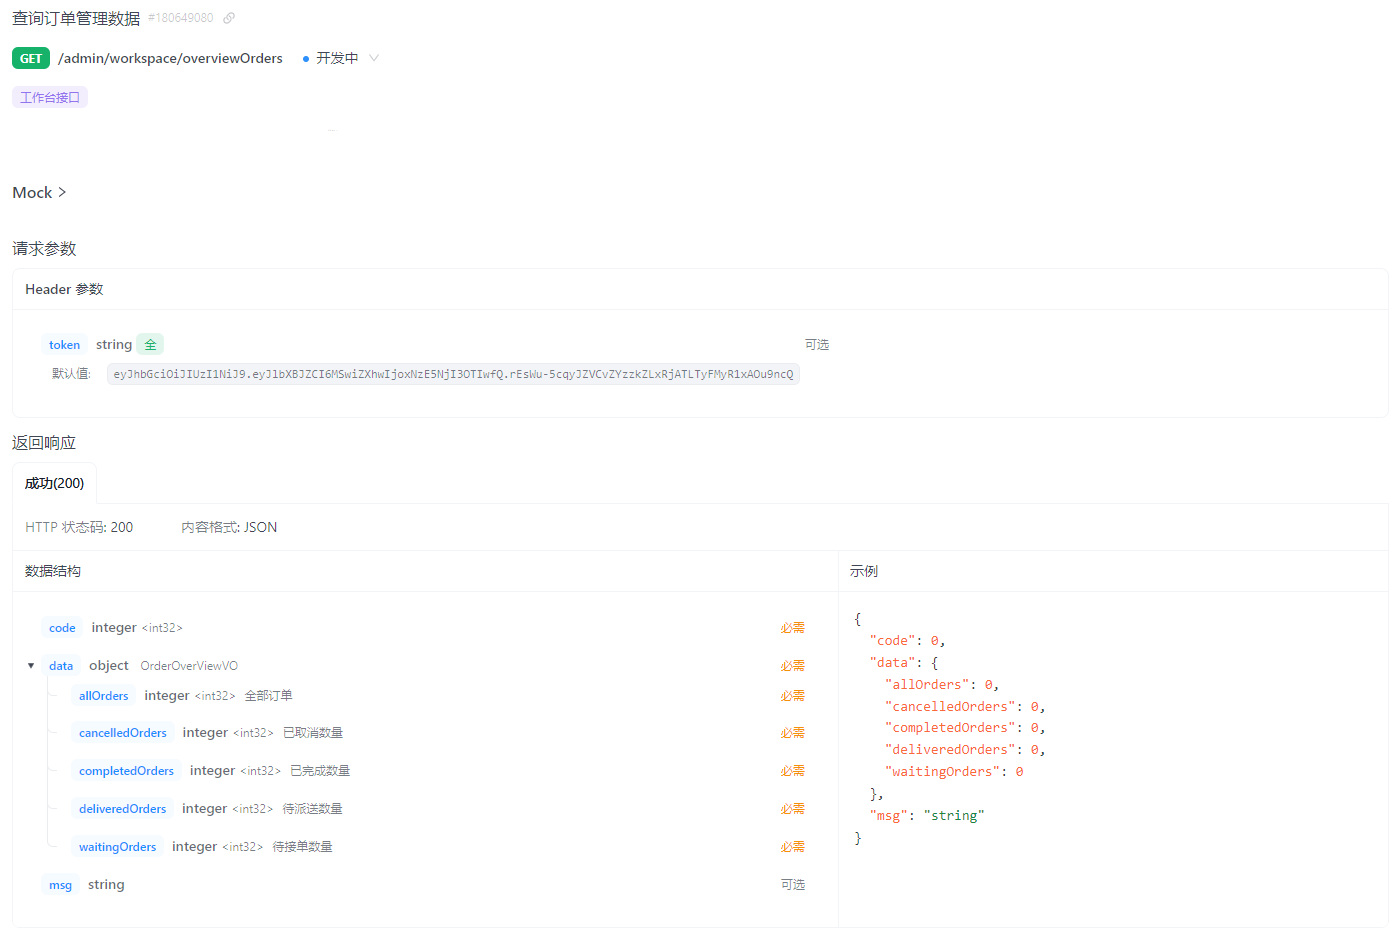 查询订单管理数据 #180649080
GET /admin/workspace/overviewOrders 开发中
工作台接口
Mock >
请求参数
Header 参数
token string 全 可选
默认值: eyJhbGciOiJIUzI1NiJ9.eyJlbXBJZCI6MSwiZXhwIjoxNzE5NjI3OTIwfQ.rEsWu-5cqyJZVCvZYzzkZLxRjATLTyFMyR1xAOu9ncQ
返回响应
成功(200)
HTTP 状态码: 200 内容格式: JSON
数据结构
code integer <int32> 必需
data object OrderOverViewVO 必需
allOrders integer <int32> 全部订单 必需
cancelledOrders integer <int32> 已取消数量 必需
completedOrders integer <int32> 已完成数量 必需
deliveredOrders integer <int32> 待派送数量 必需
waitingOrders integer <int32> 待接单数量 必需
msg string 可选
示例
{
"code": 0,
"data": {
"allOrders": 0,
"cancelledOrders": 0,
"completedOrders": 0,
"deliveredOrders": 0,
"waitingOrders": 0
},
"msg": "string"
}